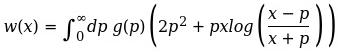 w(x) = ∫₀^∞ dp g(p) ( 2p² + pxlog ( (x − p)/(x + p) ) )